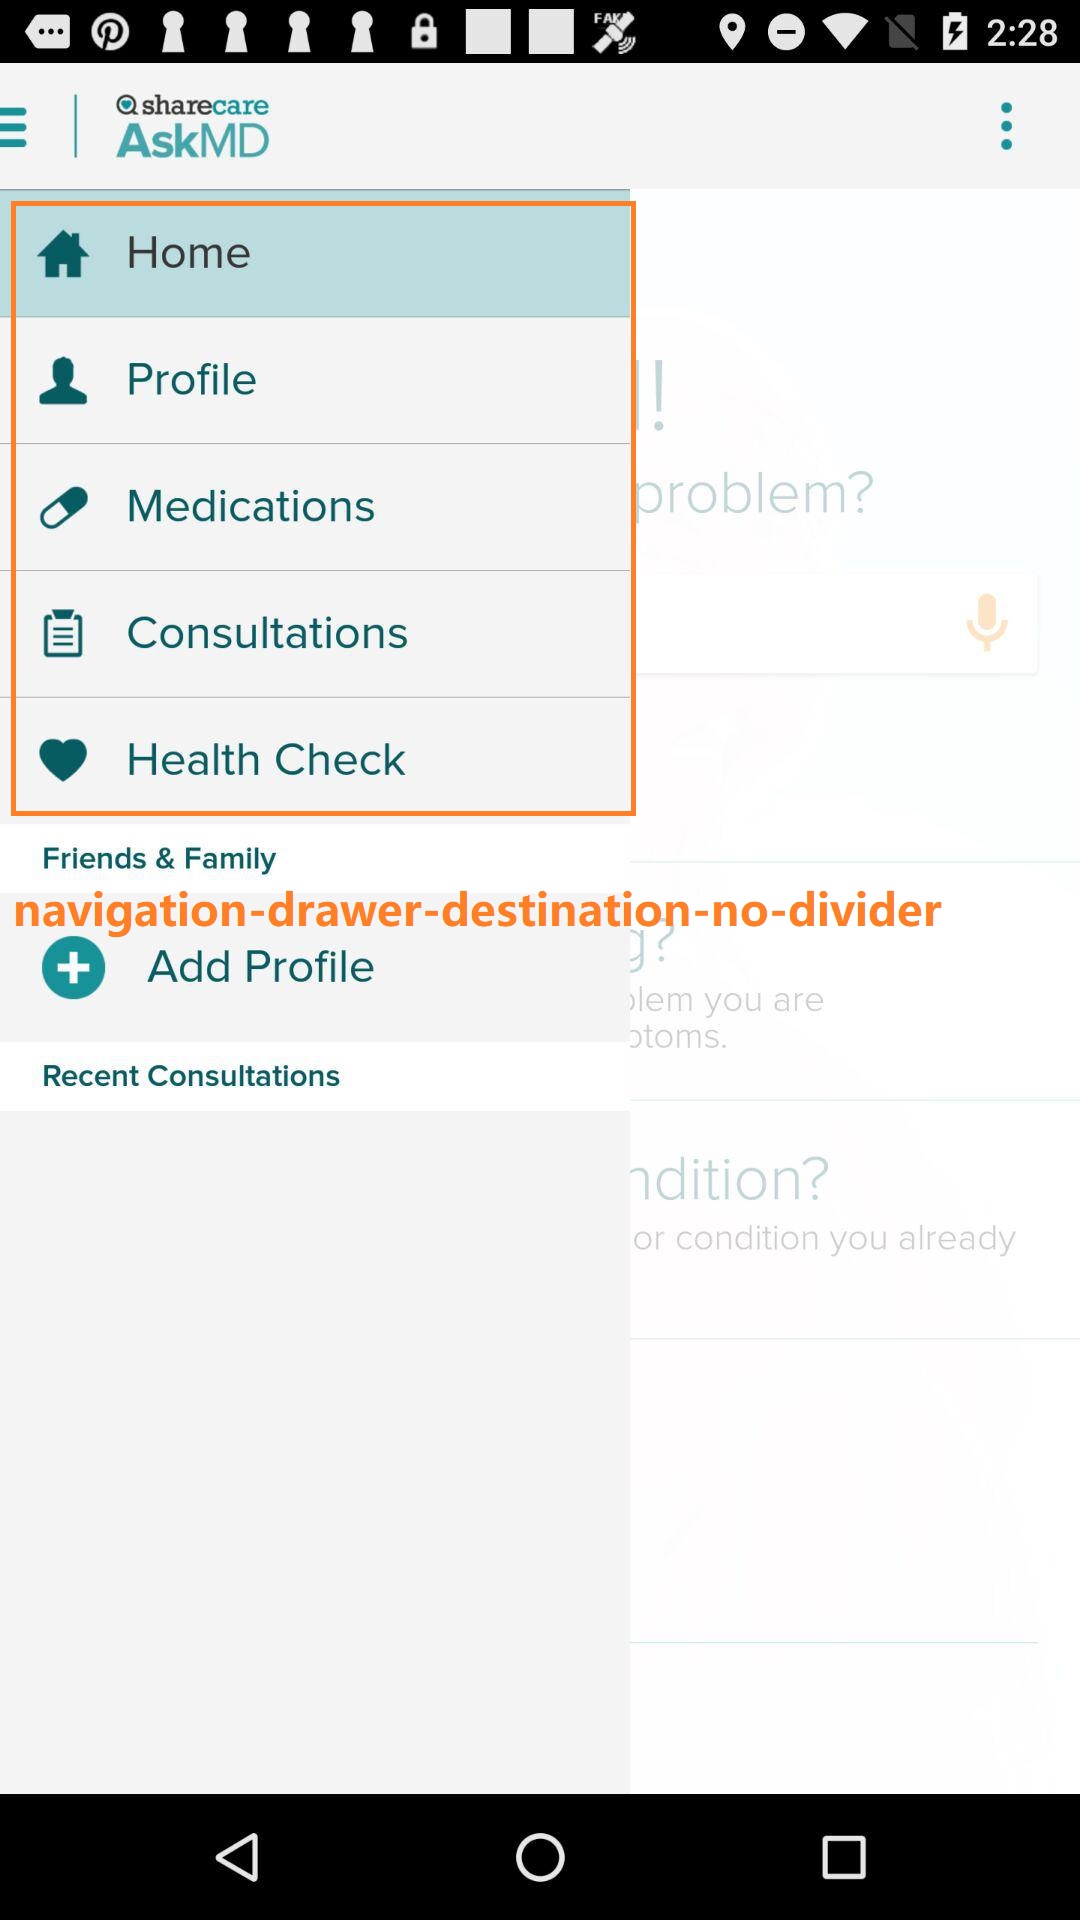 FAK 2:28
sharecare
AskMD
Home
Profile
!
problem?
Medications
Consultations
Health Check
Friends & Family
navigation-drawer-destination-no-divider
g?
Add Profile
blem you are
ptoms.
Recent Consultations
ndition?
or condition you already